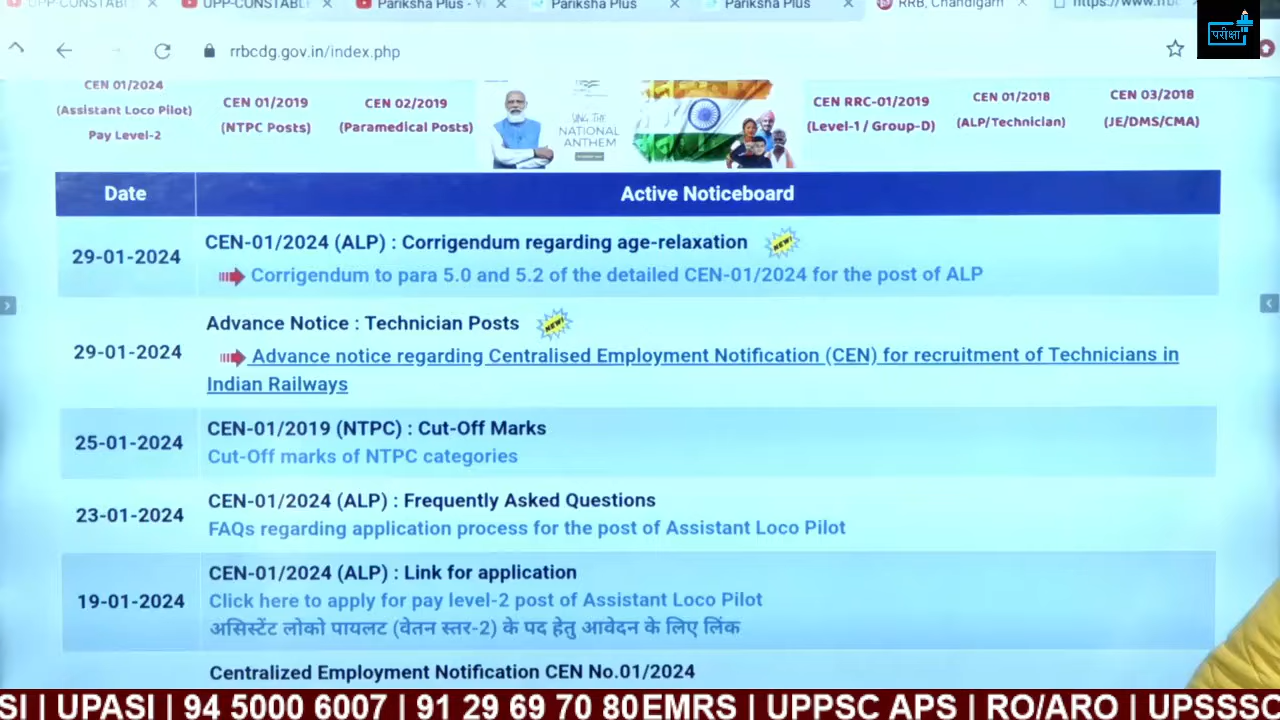 UPP-CONSTABL
UPP-CONSTABLE
Pariksha Plus - Y
Pariksha Plus
Pariksha Plus
RRB, Chandigarh
https://www.rrbc
rrbcdg.gov.in/index.php
परीक्षा
CEN 01/2024
(Assistant Loco Pilot)
Pay Level-2
CEN 01/2019
(NTPC Posts)
CEN 02/2019
(Paramedical Posts)
NATIONAL
ANTHEM
CEN RRC-01/2019
(Level-1 / Group-D)
CEN 01/2018
(ALP/Technician)
CEN 03/2018
(JE/DMS/CMA)
Date Active Noticeboard
29-01-2024
CEN-01/2024 (ALP) : Corrigendum regarding age-relaxation NEW!
Corrigendum to para 5.0 and 5.2 of the detailed CEN-01/2024 for the post of ALP
29-01-2024
Advance Notice : Technician Posts NEW!
Advance notice regarding Centralised Employment Notification (CEN) for recruitment of Technicians in
Indian Railways
25-01-2024
CEN-01/2019 (NTPC) : Cut-Off Marks
Cut-Off marks of NTPC categories
23-01-2024
CEN-01/2024 (ALP) : Frequently Asked Questions
FAQs regarding application process for the post of Assistant Loco Pilot
19-01-2024
CEN-01/2024 (ALP) : Link for application
Click here to apply for pay level-2 post of Assistant Loco Pilot
असिस्टेंट लोको पायलट (वेतन स्तर-2) के पद हेतु आवेदन के लिए लिंक
Centralized Employment Notification CEN No.01/2024
SI | UPASI | 94 5000 6007 | 91 29 69 70 80 EMRS | UPPSC APS | RO/ARO | UPSSSC